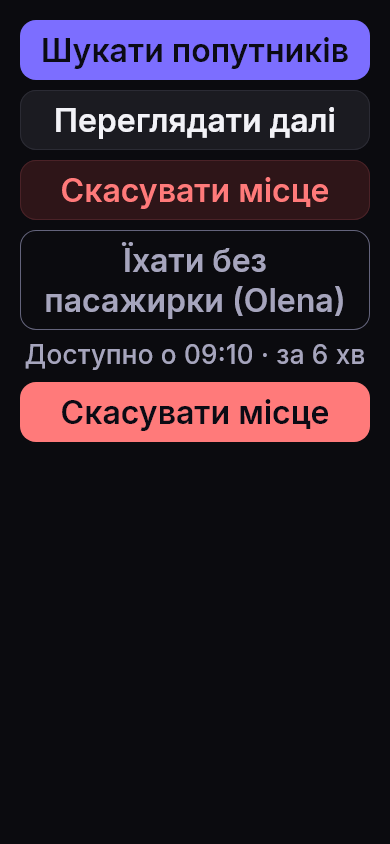 Шукати попутників
Переглядати далі
Скасувати місце
Їхати без
пасажирки (Olena)
Доступно о 09:10 · за 6 хв
Скасувати місце